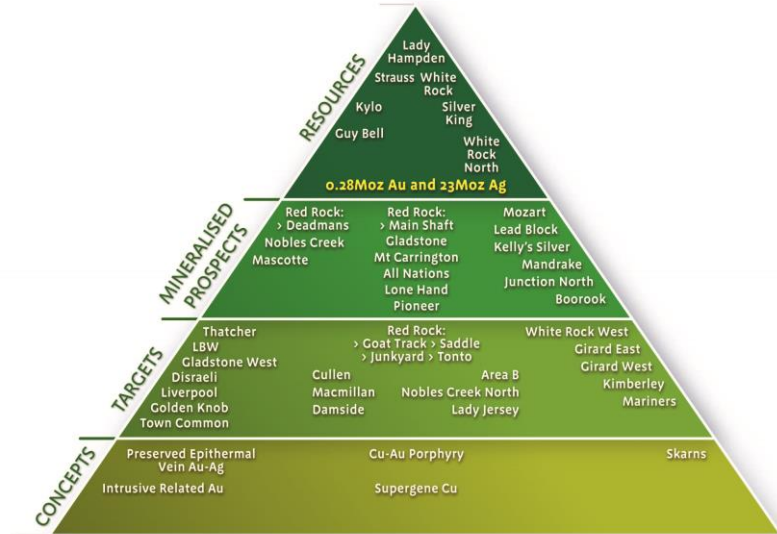 RESOURCES
Lady
Hampden
Strauss White
Rock
Kylo
Silver
King
Guy Bell
White
Rock
North
0.28Moz Au and 23Moz Ag
MINERALISED
PROSPECTS
Red Rock:
> Deadmans
Nobles Creek
Mascotte
Red Rock:
> Main Shaft
Gladstone
Mt Carrington
All Nations
Lone Hand
Pioneer
Mozart
Lead Block
Kelly's Silver
Mandrake
Junction North
Boorook
TARGETS
Thatcher
LBW
Gladstone West
Disraeli
Liverpool
Golden Knob
Town Common
Red Rock:
> Goat Track > Saddle
> Junkyard > Tonto
Cullen
Macmillan
Damside
Area B
Nobles Creek North
Lady Jersey
White Rock West
Girard East
Girard West
Kimberley
Mariners
CONCEPTS
Preserved Epithermal
Vein Au-Ag
Intrusive Related Au
Cu-Au Porphyry
Supergene Cu
Skarns